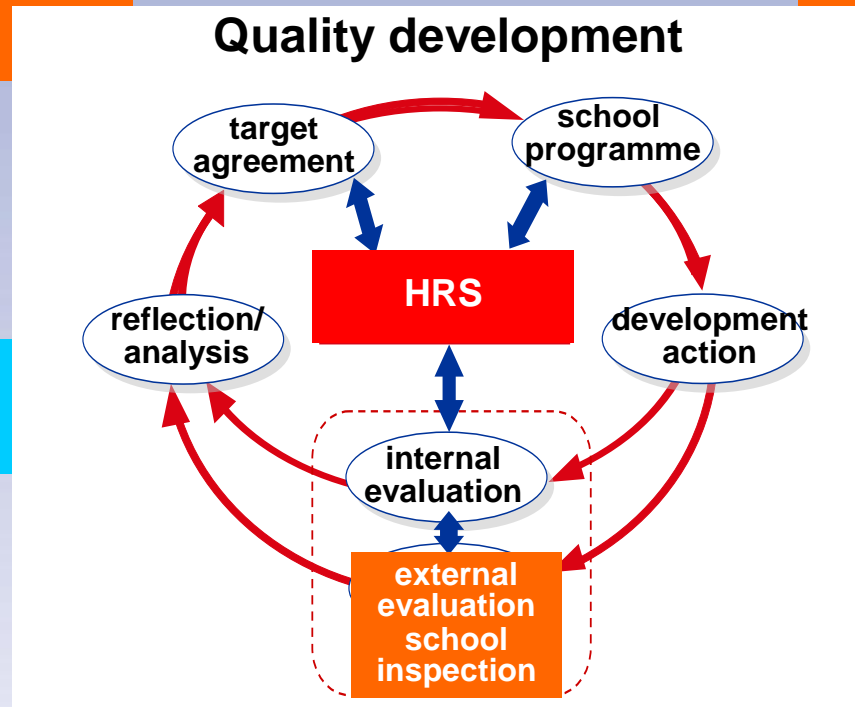 Quality development
target
agreement
school
programme
HRS
reflection/
analysis
development
action
internal
evaluation
external
evaluation
school
inspection